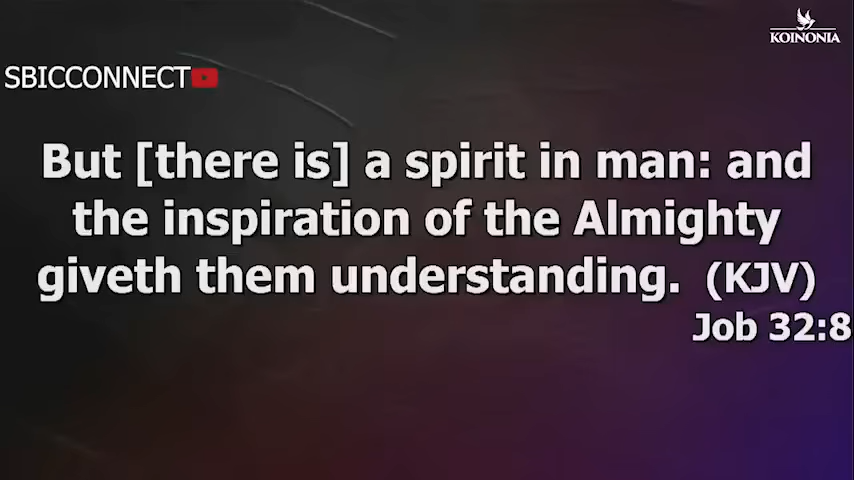 KOINONIA
SBICCONNECT
But [there is] a spirit in man: and
the inspiration of the Almighty
giveth them understanding. (KJV)
Job 32:8